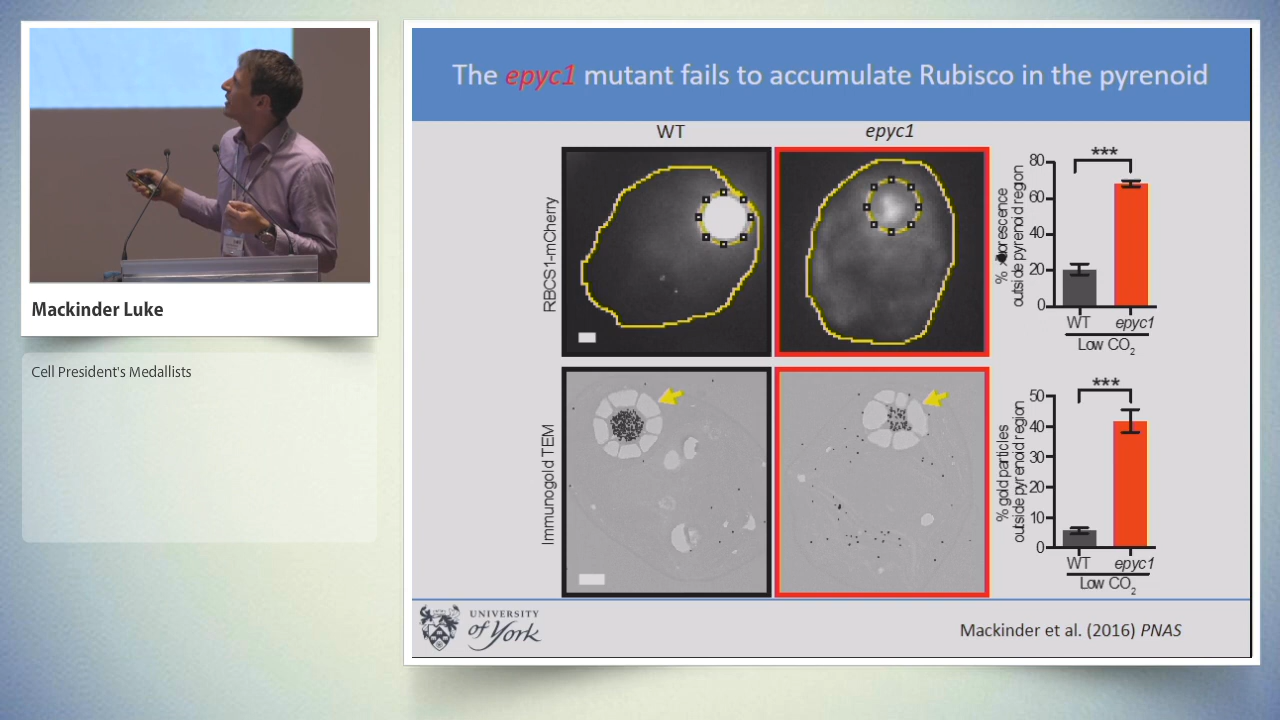 Mackinder Luke
Cell President's Medallists
The epyc1 mutant fails to accumulate Rubisco in the pyrenoid
WT
epyc1
RBCS1-mCherry
% fluorescence
outside pyrenoid region
80
60
40
20
0
***
WT
epyc1
Low CO2
Immunogold TEM
% gold particles
outside pyrenoid region
50
40
30
20
10
0
***
WT
epyc1
Low CO2
UNIVERSITY
of York
Mackinder et al. (2016) PNAS